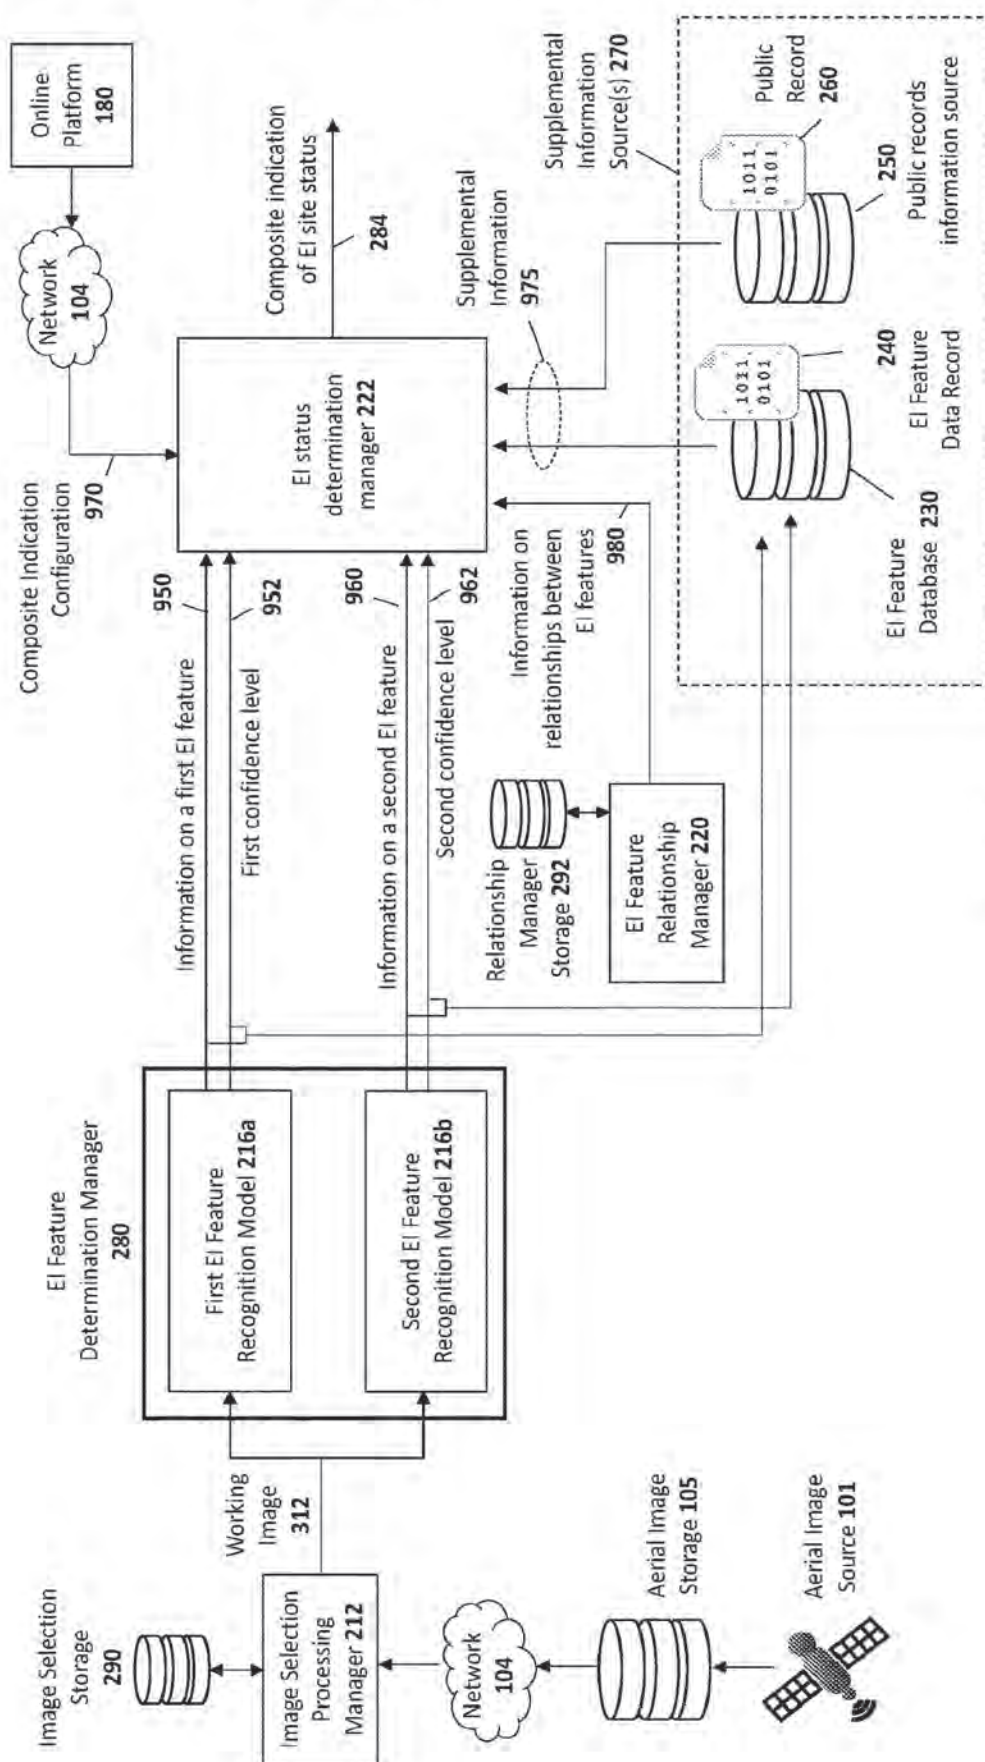 Image Selection
Storage
290
Image Selection
Processing
Manager 212
Network
104
Aerial Image
Storage 105
Aerial Image
Source 101
Working
Image
312
EI Feature
Determination Manager
280
First EI Feature
Recognition Model 216a
Second EI Feature
Recognition Model 216b
Information on a first EI feature
950
First confidence level
952
Information on a second EI feature
960
Second confidence level
962
Relationship
Manager
Storage 292
EI Feature
Relationship
Manager 220
Information on
relationships between
EI features
980
Composite Indication
Configuration
970
Network
104
Online
Platform
180
EI status
determination
manager 222
Composite indication
of EI site status
284
Supplemental
Information
975
Supplemental
Information
Source(s) 270
1011
0101
EI Feature
Database 230
240
EI Feature
Data Record
1011
0101
Public
Record
260
250
Public records
information source